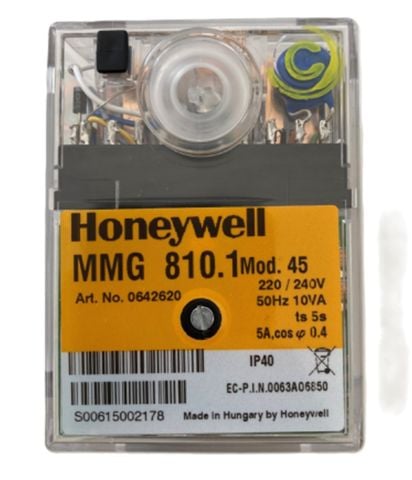 Honeywell
MMG 810.1 Mod. 45
Art. No. 0642620
220 / 240V
50Hz 10VA
ts 5s
5A,cos φ 0.4
IP40
EC-P.I.N.0063A06850
S00615002178
Made in Hungary by Honeywell